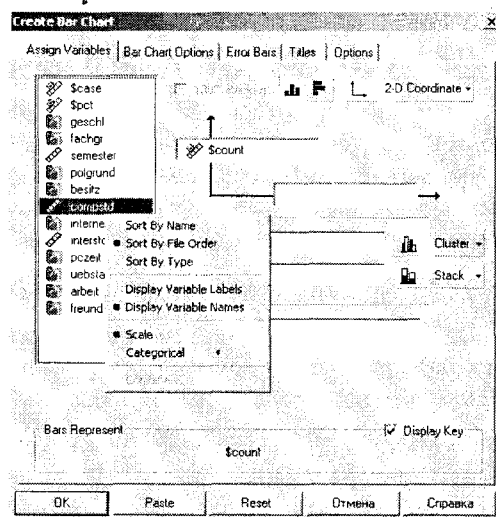 Create Bar Chart
Assign Variables Bar Chart Options Error Bars Titles Options
$case
$pct
geschl
fachgr
semester
polgrund
besitz
compstd
interne
interstc
pczeit
uebsta
arbeit
freund
2-D Coordinate
$count
Sort By Name
Sort By File Order
Sort By Type
Display Variable Labels
Display Variable Names
Scale
Categorical
Cluster
Stack
Bars Represent
Display Key
$count
OK Paste Reset Отмена Справка